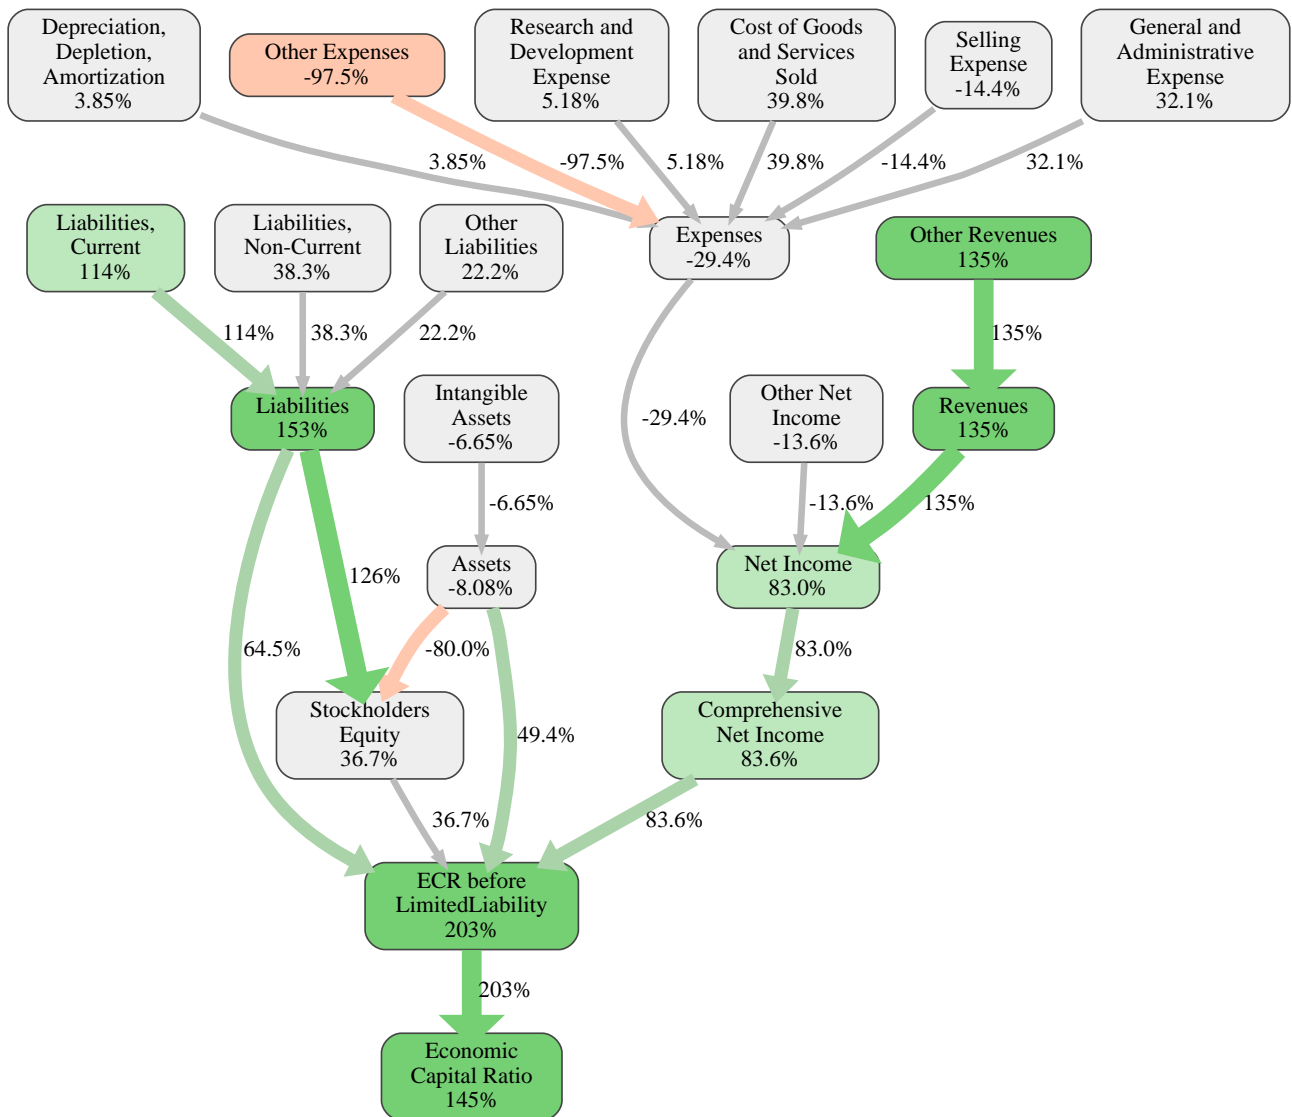 Depreciation,
Depletion,
Amortization
3.85%
Other Expenses
-97.5%
Research and
Development
Expense
5.18%
Cost of Goods
and Services
Sold
39.8%
Selling
Expense
-14.4%
General and
Administrative
Expense
32.1%
3.85%
-97.5%
5.18%
39.8%
-14.4%
32.1%
Liabilities,
Current
114%
Liabilities,
Non-Current
38.3%
Other
Liabilities
22.2%
Expenses
-29.4%
Other Revenues
135%
114%
38.3%
22.2%
135%
Liabilities
153%
Intangible
Assets
-6.65%
-29.4%
Other Net
Income
-13.6%
Revenues
135%
-6.65%
-13.6%
135%
126%
Assets
-8.08%
Net Income
83.0%
64.5%
-80.0%
83.0%
Stockholders
Equity
36.7%
49.4%
Comprehensive
Net Income
83.6%
36.7%
83.6%
ECR before
LimitedLiability
203%
203%
Economic
Capital Ratio
145%